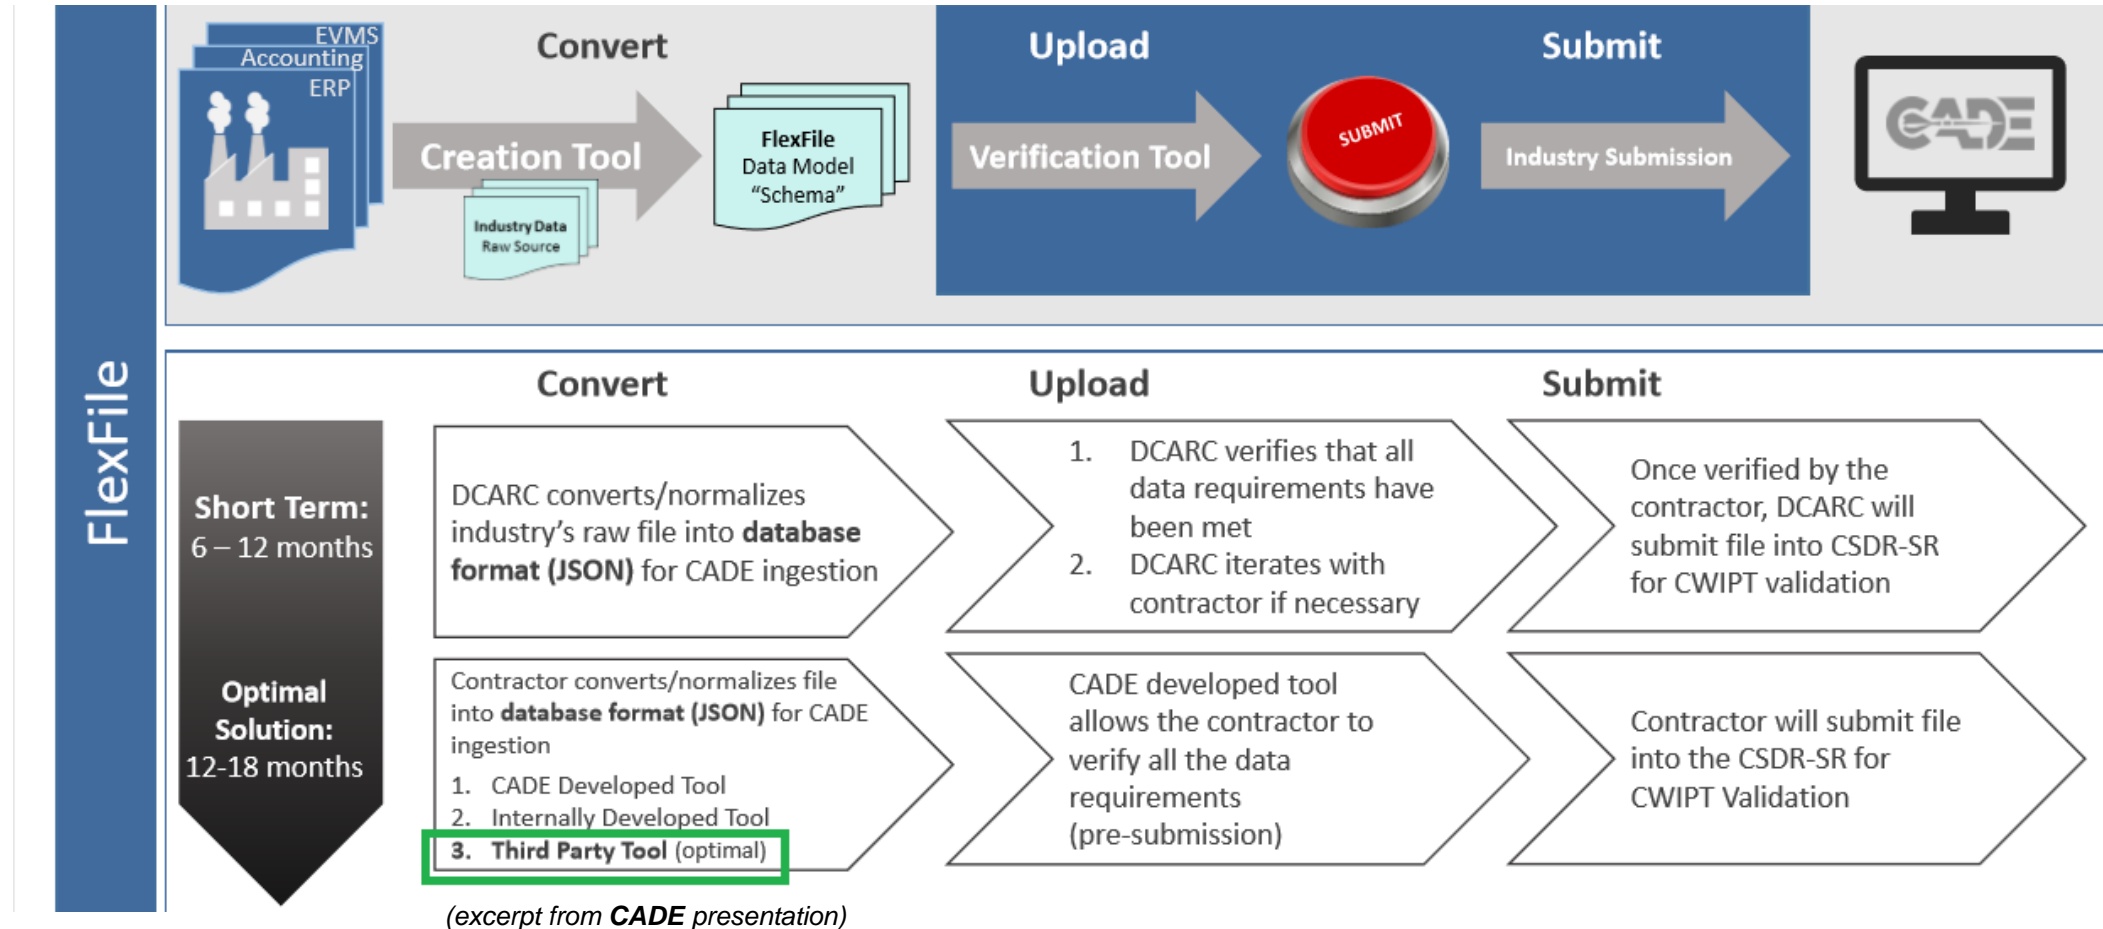 FlexFile
EVMS
Accounting
ERP
Convert
Creation Tool
Industry Data
Raw Source
FlexFile
Data Model
“Schema”
Upload
Verification Tool
SUBMIT
Submit
Industry Submission
CADE
Convert
Upload
Submit
Short Term:
6 – 12 months
DCARC converts/normalizes
industry’s raw file into database
format (JSON) for CADE ingestion
1. DCARC verifies that all
data requirements have
been met
2. DCARC iterates with
contractor if necessary
Once verified by the
contractor, DCARC will
submit file into CSDR-SR
for CWIPT validation
Optimal
Solution:
12-18 months
Contractor converts/normalizes file
into database format (JSON) for CADE
ingestion
1. CADE Developed Tool
2. Internally Developed Tool
3. Third Party Tool (optimal)
CADE developed tool
allows the contractor to
verify all the data
requirements
(pre-submission)
Contractor will submit file
into the CSDR-SR for
CWIPT Validation
(excerpt from CADE presentation)